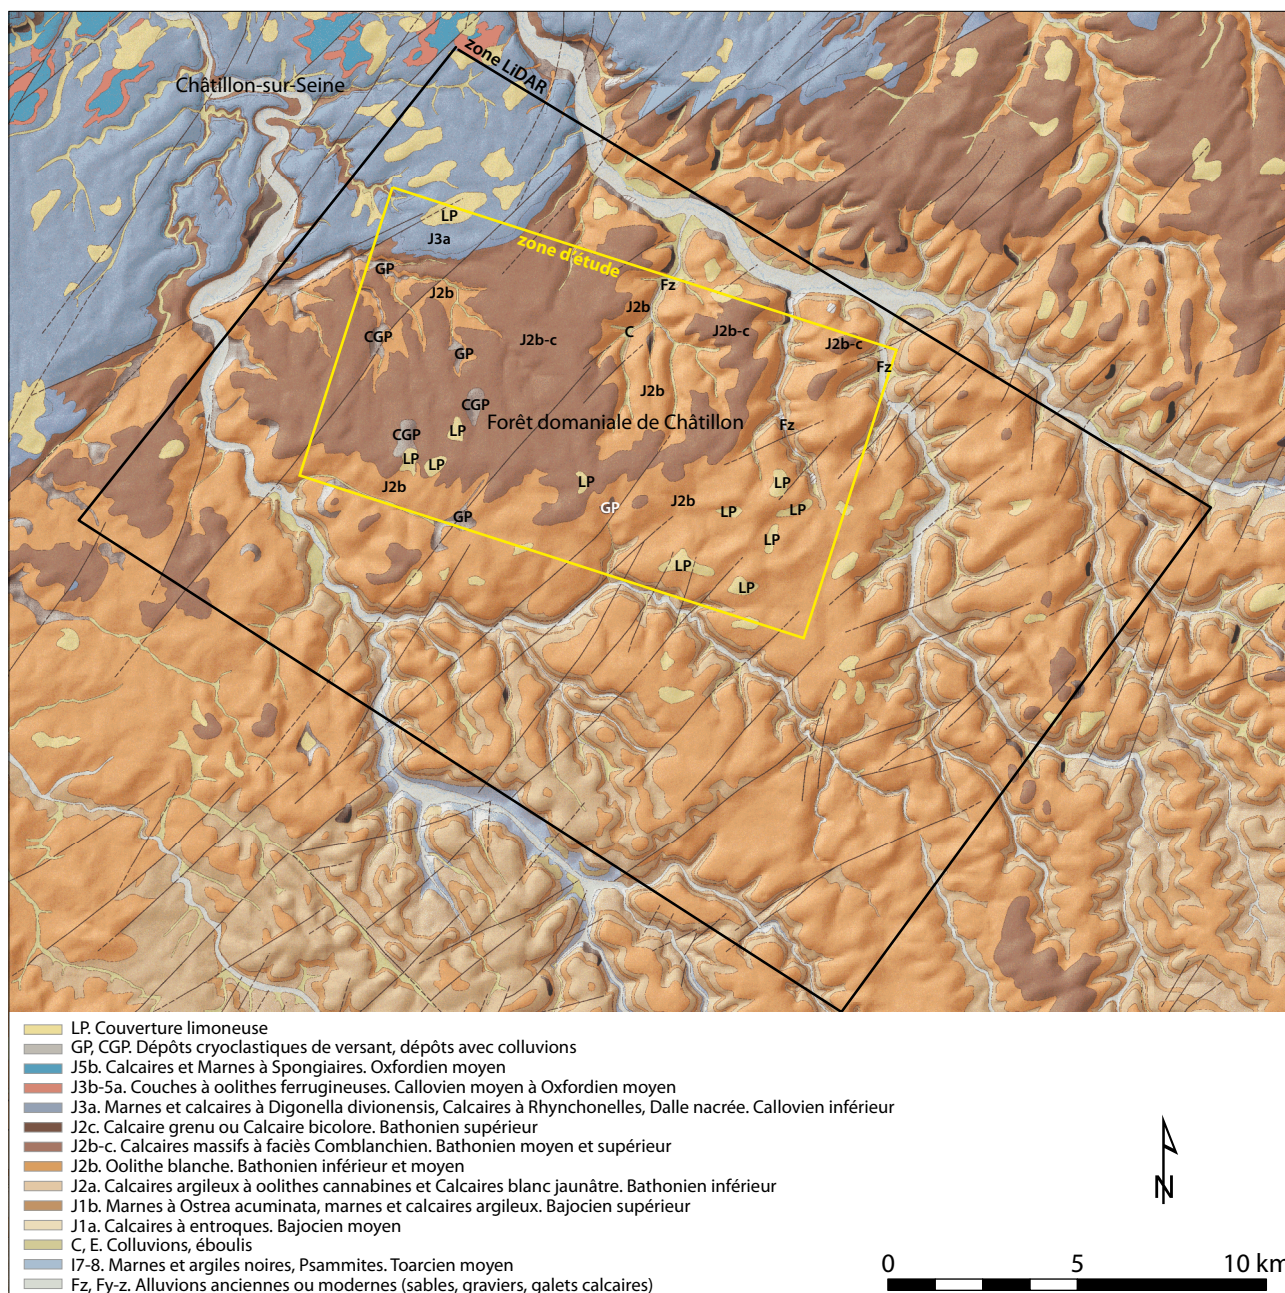 zone LiDAR
Châtillon-sur-Seine
LP
J3a
zone d'étude
GP
Fz
J2b
J2b
CGP
J2b-c
C
J2b-c
J2b-c
GP
Fz
J2b
CGP
Forêt domaniale de Châtillon
Fz
CGP
LP
LP
LP
J2b
LP
LP
J2b
GP
LP
LP
GP
LP
LP
LP
LP. Couverture limoneuse
GP, CGP. Dépôts cryoclastiques de versant, dépôts avec colluvions
J5b. Calcaires et Marnes à Spongiaires. Oxfordien moyen
J3b-5a. Couches à oolithes ferrugineuses. Callovien moyen à Oxfordien moyen
J3a. Marnes et calcaires à Digonella divionensis, Calcaires à Rhynchonelles, Dalle nacrée. Callovien inférieur
J2c. Calcaire grenu ou Calcaire bicolore. Bathonien supérieur
J2b-c. Calcaires massifs à faciès Comblanchien. Bathonien moyen et supérieur
J2b. Oolithe blanche. Bathonien inférieur et moyen
J2a. Calcaires argileux à oolithes cannabines et Calcaires blanc jaunâtre. Bathonien inférieur
J1b. Marnes à Ostrea acuminata, marnes et calcaires argileux. Bajocien supérieur
J1a. Calcaires à entroques. Bajocien moyen
C, E. Colluvions, éboulis
I7-8. Marnes et argiles noires, Psammites. Toarcien moyen
Fz, Fy-z. Alluvions anciennes ou modernes (sables, graviers, galets calcaires)
N
0 5 10 km